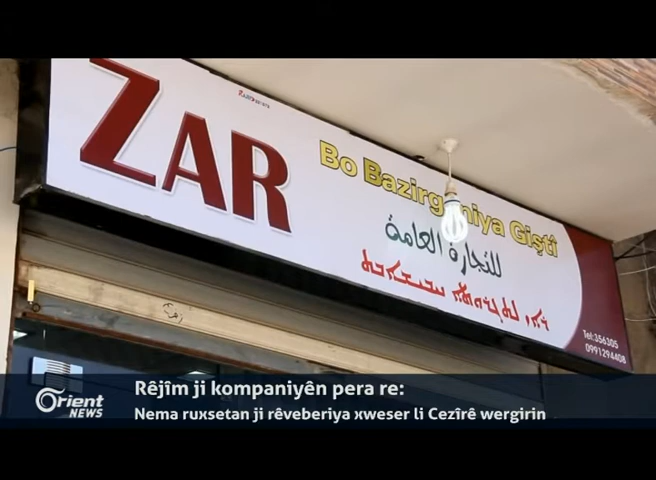 ZAR
Bo Bazirganiya Giştî
للتجارة العامة
Tel:356305
0991294408
Orient NEWS
Rêjîm ji kompaniyên pera re:
Nema ruxsetan ji rêveberiya xweser li Cezîrê wergirin